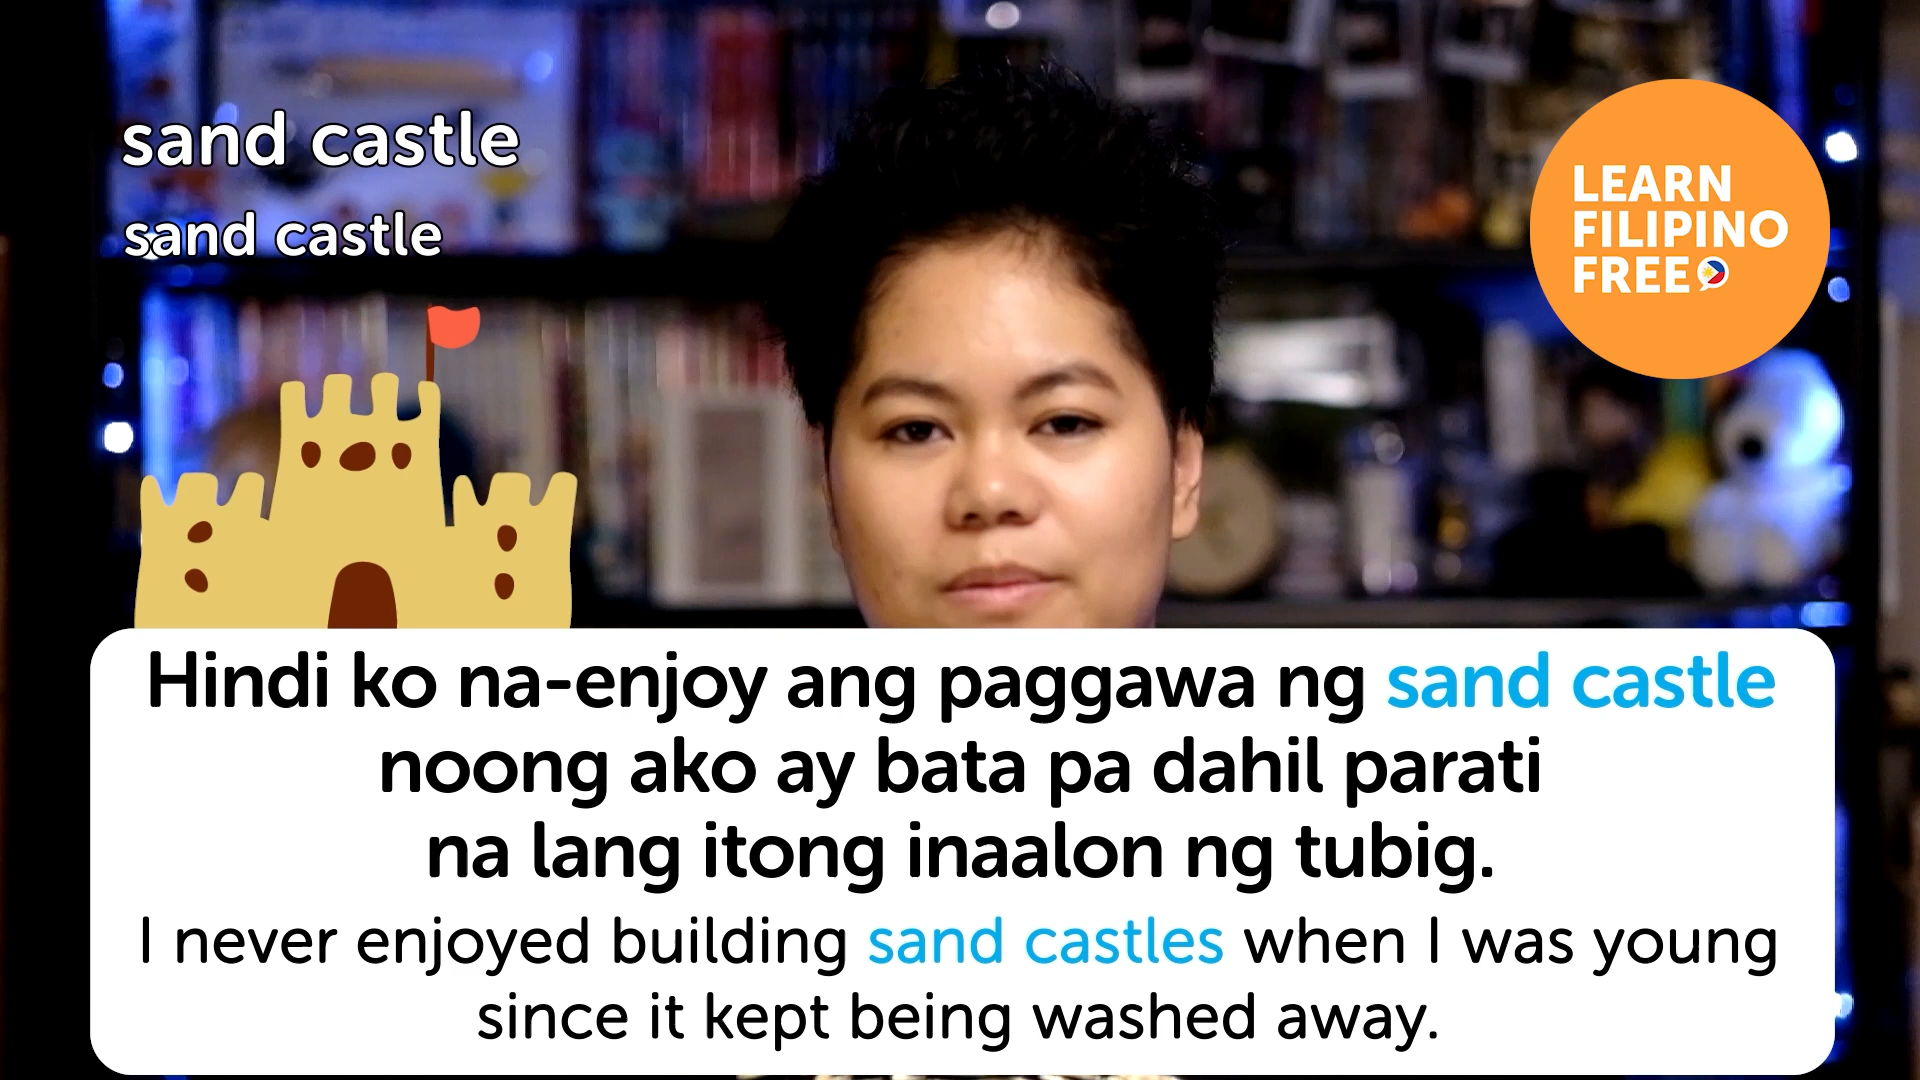 sand castle
sand castle
LEARN
FILIPINO
FREE
Hindi ko na-enjoy ang paggawa ng sand castle
noong ako ay bata pa dahil parati
na lang itong inaalon ng tubig.
I never enjoyed building sand castles when I was young
since it kept being washed away.